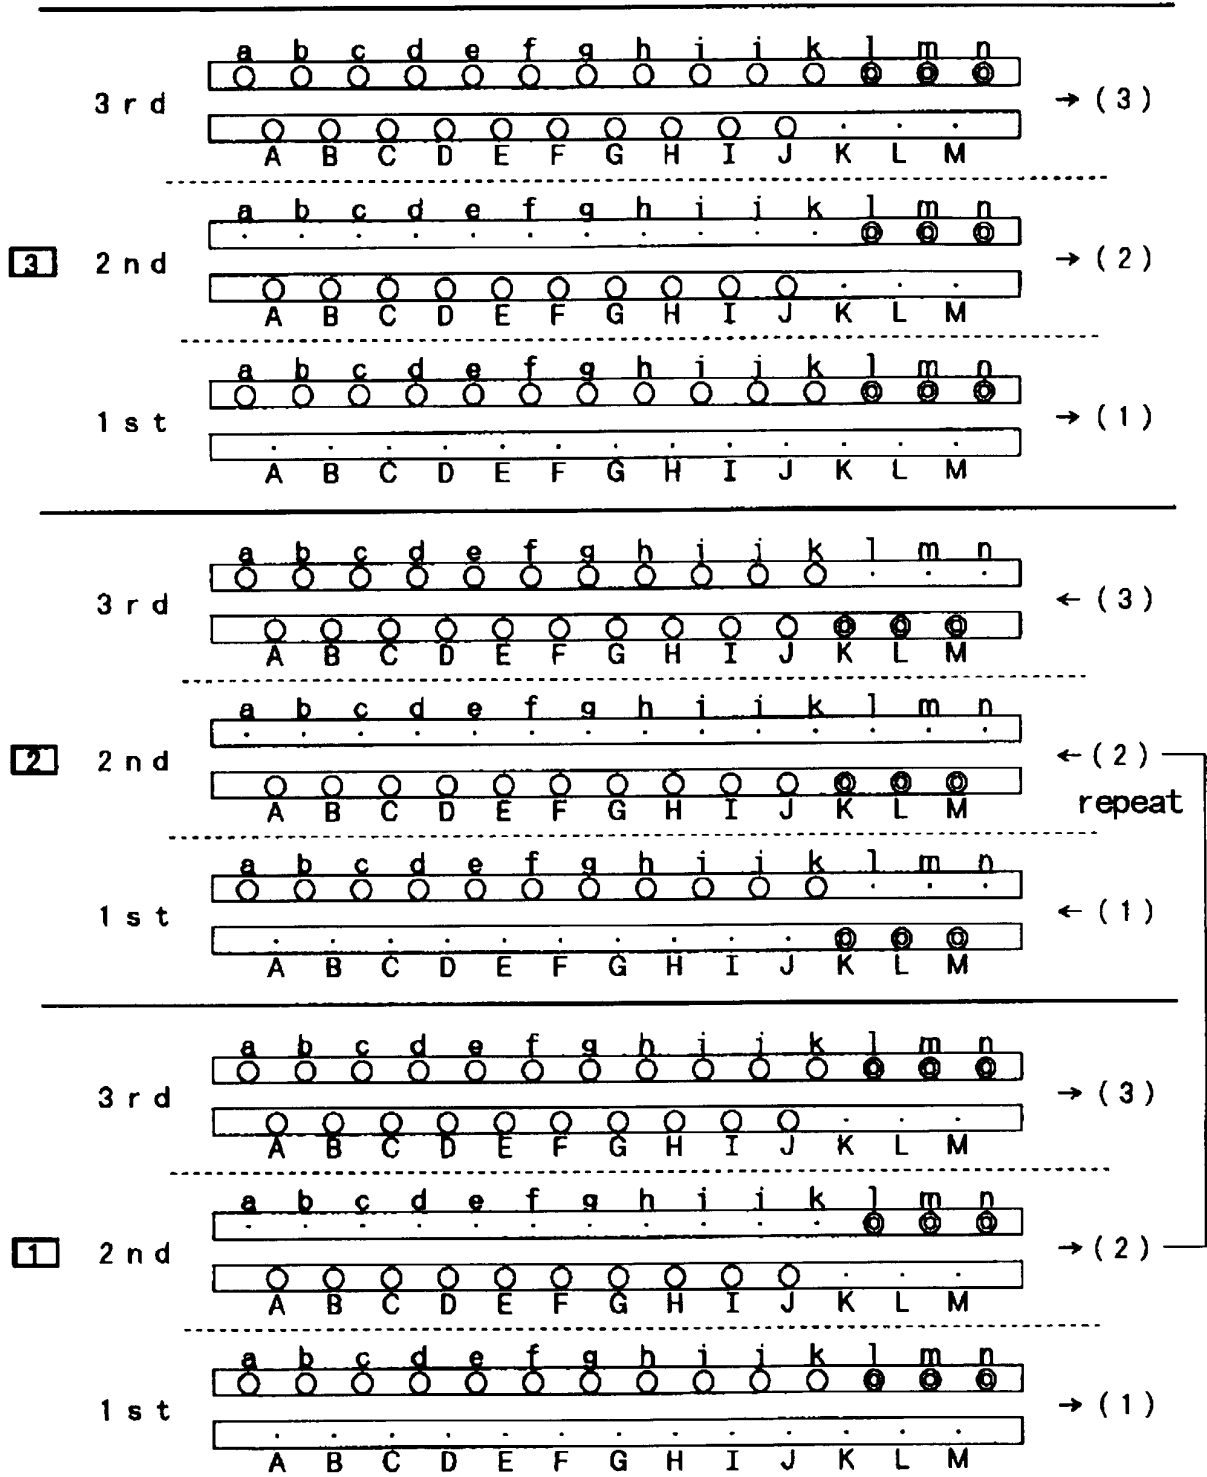 a b c d e f g h i j k l m n
3rd → (3)
A B C D E F G H I J K L M
a b c d e f g h i j k l m n
3 2nd → (2)
A B C D E F G H I J K L M
a b c d e f g h i j k l m n
1st → (1)
A B C D E F G H I J K L M
a b c d e f g h i j k l m n
3rd ← (3)
A B C D E F G H I J K L M
a b c d e f g h i j k l m n
2 2nd ← (2)
repeat
A B C D E F G H I J K L M
a b c d e f g h i j k l m n
1st ← (1)
A B C D E F G H I J K L M
a b c d e f g h i j k l m n
3rd → (3)
A B C D E F G H I J K L M
a b c d e f g h i j k l m n
1 2nd → (2)
A B C D E F G H I J K L M
a b c d e f g h i j k l m n
1st → (1)
A B C D E F G H I J K L M